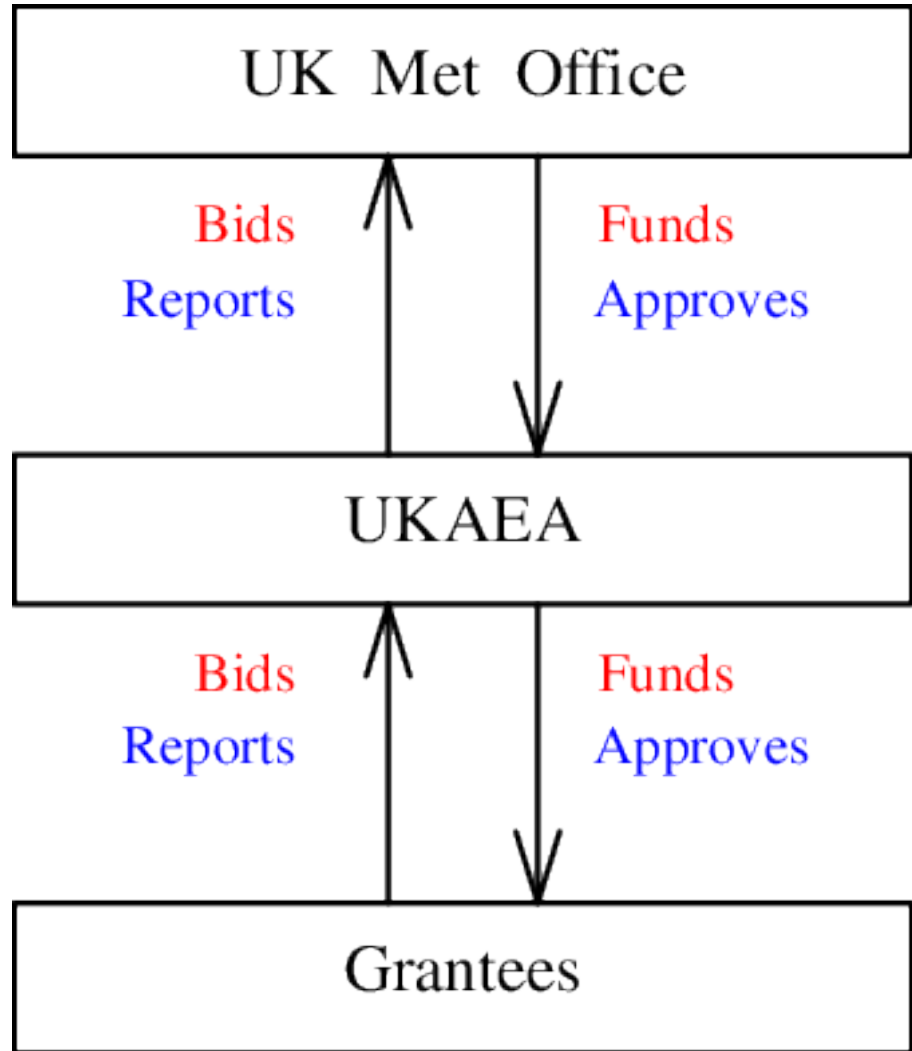 UK Met Office
Bids Funds
Reports Approves
UKAEA
Bids Funds
Reports Approves
Grantees